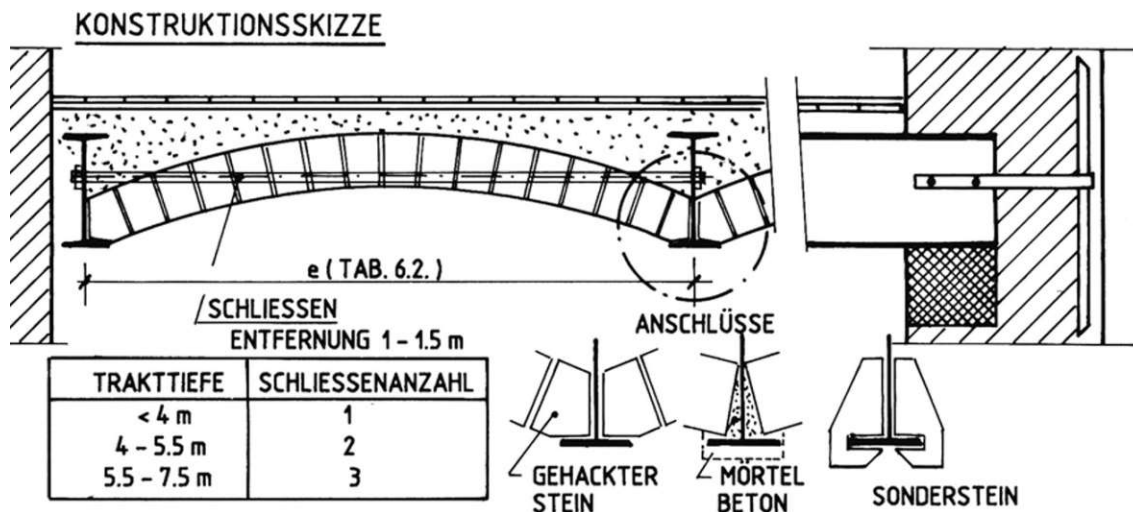 KONSTRUKTIONSSKIZZE
e ( TAB. 6.2. )
SCHLIESSEN
ENTFERNUNG 1 – 1.5 m
ANSCHLÜSSE
TRAKTTIEFE SCHLIESSENANZAHL
< 4 m 1
4 – 5.5 m 2
5.5 – 7.5 m 3
GEHACKTER
STEIN
MÖRTEL
BETON
SONDERSTEIN